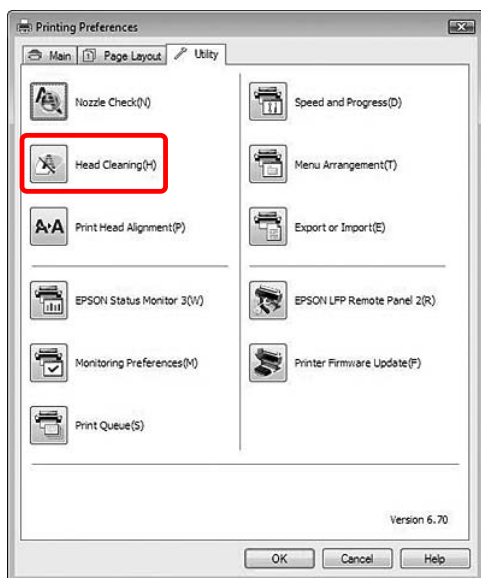 Printing Preferences
Main
Page Layout
Utility
Nozzle Check(N)
Speed and Progress(D)
Head Cleaning(H)
Menu Arrangement(T)
A▸A
Print Head Alignment(P)
Export or Import(E)
EPSON Status Monitor 3(W)
EPSON LFP Remote Panel 2(R)
Monitoring Preferences(M)
Printer Firmware Update(F)
Print Queue(S)
Version 6.70
OK
Cancel
Help